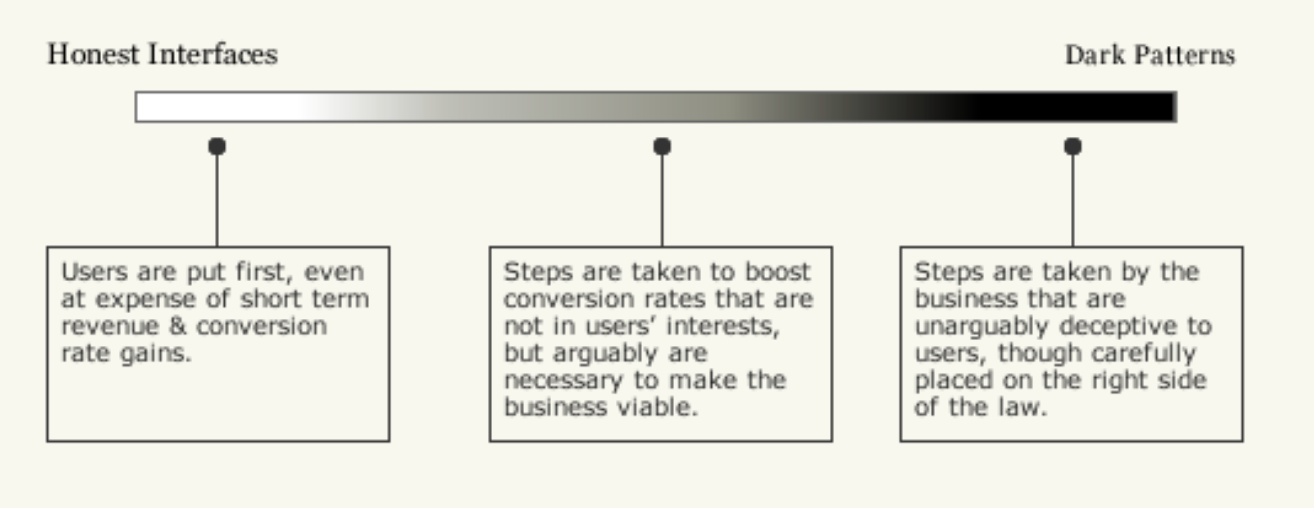 Honest Interfaces
Dark Patterns
Users are put first, even
at expense of short term
revenue & conversion
rate gains.
Steps are taken to boost
conversion rates that are
not in users’ interests,
but arguably are
necessary to make the
business viable.
Steps are taken by the
business that are
unarguably deceptive to
users, though carefully
placed on the right side
of the law.